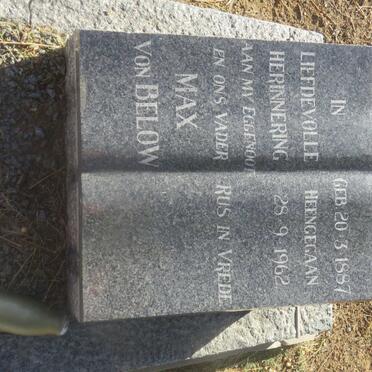 IN
LIEFDEVOLLE
HERINNERING
AAN MY EGGENOOT
EN ONS VADER
MAX
VON BELOW
GEB. 20 · 3 · 1887
HEENGEGAAN
28 · 9 · 1962
RUS IN VREDE